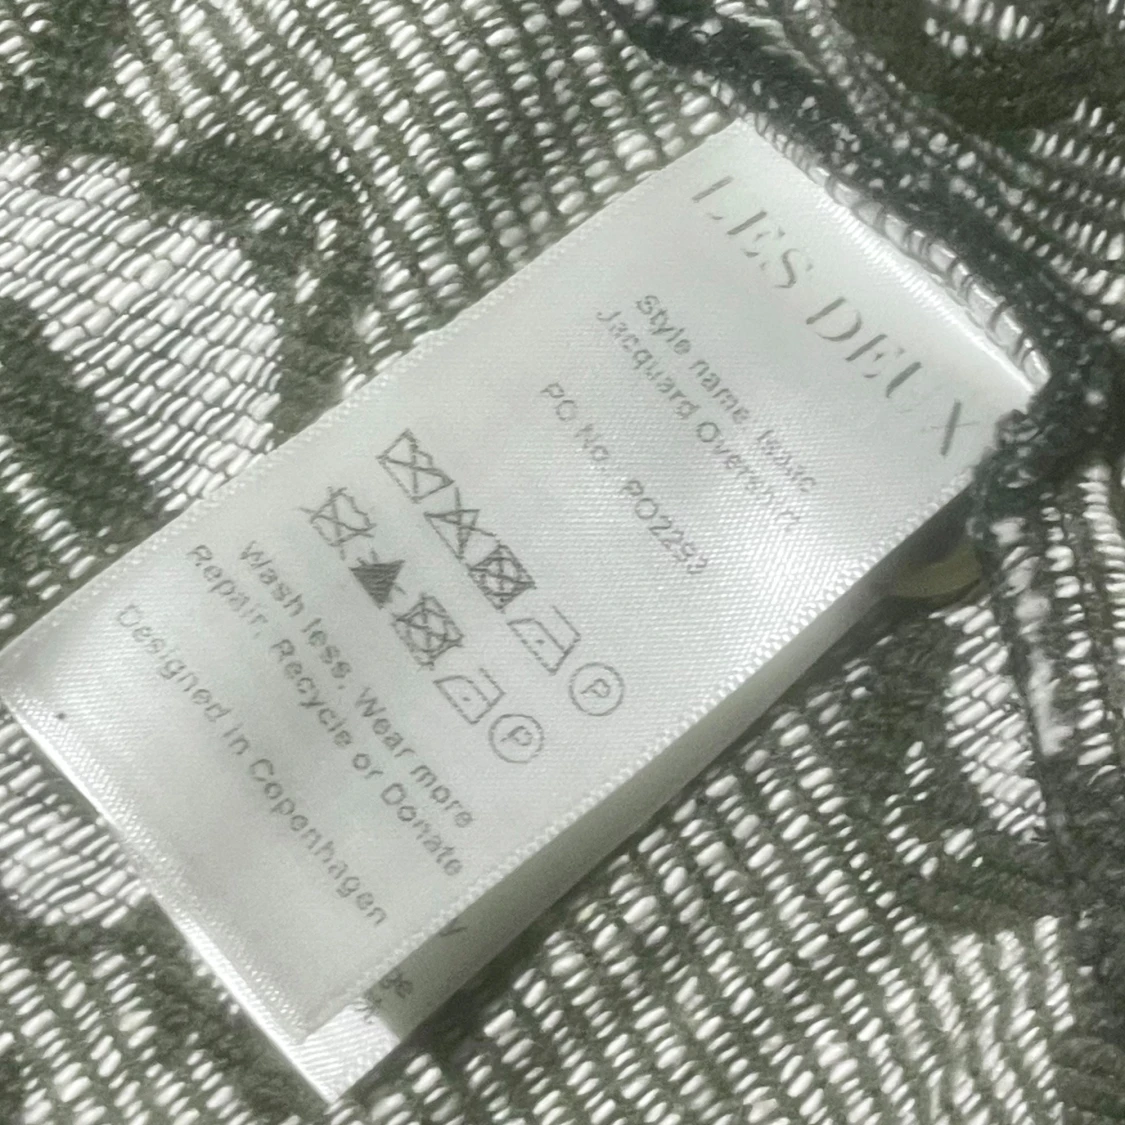 LES DEUX
Style name. Isaac
Jacquard Overshirt
PO No.. PO2293
P
P
Wash less, Wear more
Repair, Recycle or Donate
Designed in Copenhagen
y
ge